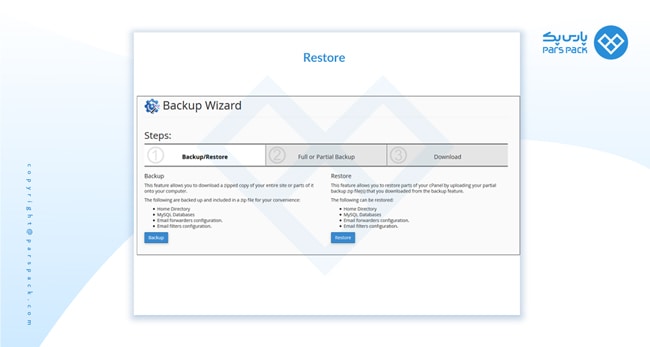 پارس پک
PARS PACK
Restore
Backup Wizard
Steps:
1 Backup/Restore
2 Full or Partial Backup
3 Download
Backup
This feature allows you to download a zipped copy of your entire site or parts of it
onto your computer.
The following are backed up and included in a zip file for your convenience:
Home Directory
MySQL Databases
Email forwarders configuration.
Email filters configuration.
Backup
Restore
This feature allows you to restore parts of your cPanel by uploading your partial
backup zip file(s) that you downloaded from the backup feature.
The following can be restored:
Home Directory
MySQL Databases
Email forwarders configuration.
Email filters configuration.
Restore
copyright@parspack.com